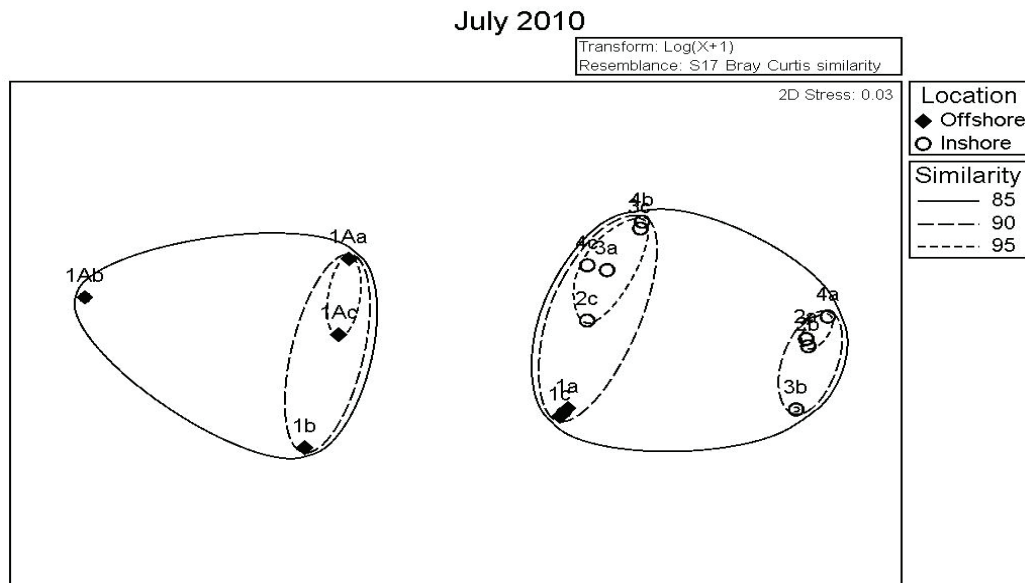 July 2010
Transform: Log(X+1)
Resemblance: S17 Bray Curtis similarity
2D Stress: 0.03
Location
Offshore
Inshore
Similarity
85
90
95
4b
3c
1Aa
4c
3a
1Ab
2c
4a
1Ac
2a
2b
1a
1c
3b
1b